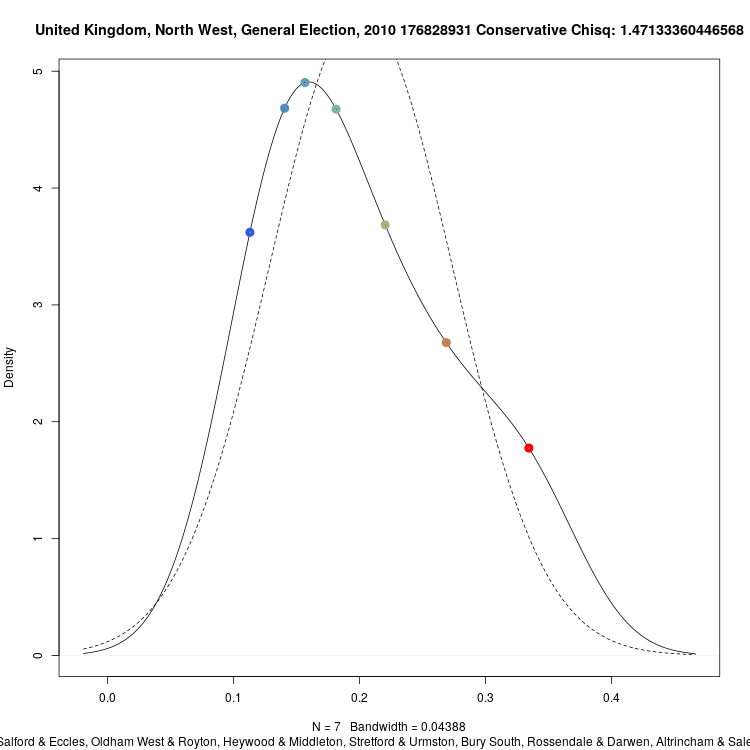 United Kingdom, North West, General Election, 2010 176828931 Conservative Chisq: 1.47133360446568
5
4
3
2
1
0
Density
0.0 0.1 0.2 0.3 0.4
N = 7 Bandwidth = 0.04388
Salford & Eccles, Oldham West & Royton, Heywood & Middleton, Stretford & Urmston, Bury South, Rossendale & Darwen, Altrincham & Sale